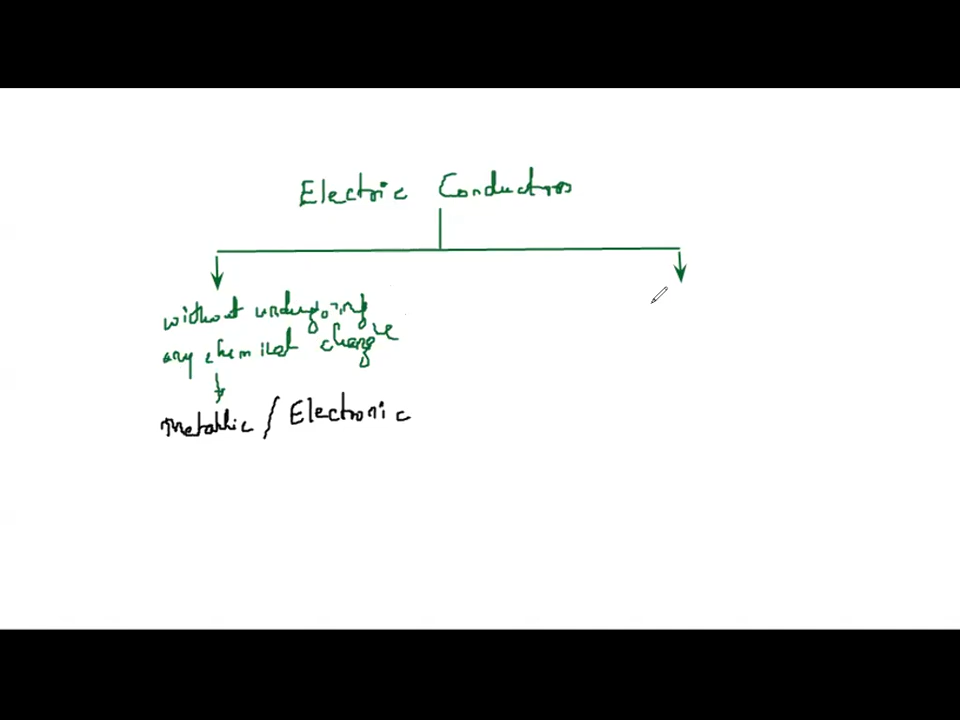 Electric Conductors
without undergoing
any chemical change
Metallic / Electronic